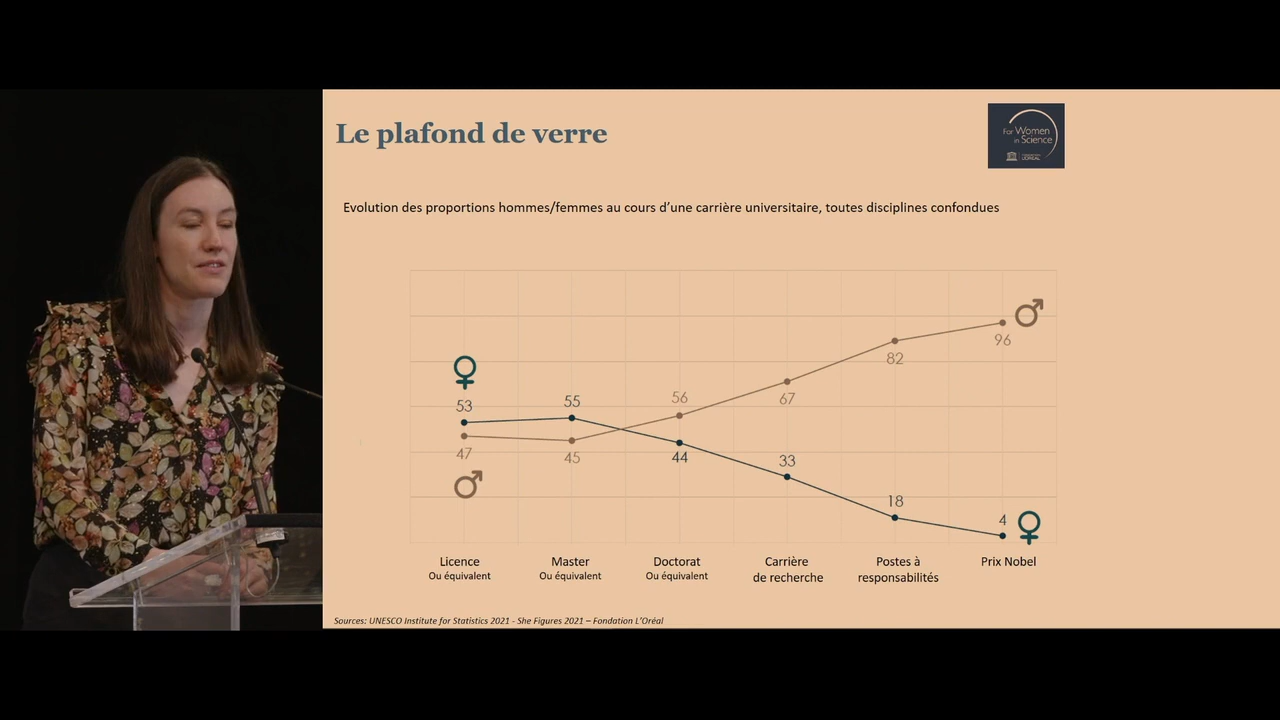 Le plafond de verre
For Women
in Science
Evolution des proportions hommes/femmes au cours d’une carrière universitaire, toutes disciplines confondues
53
47
55
45
56
44
67
33
82
18
96
4
Licence
Ou équivalent
Master
Ou équivalent
Doctorat
Ou équivalent
Carrière
de recherche
Postes à
responsabilités
Prix Nobel
Sources: UNESCO Institute for Statistics 2021 - She Figures 2021 – Fondation L’Oréal